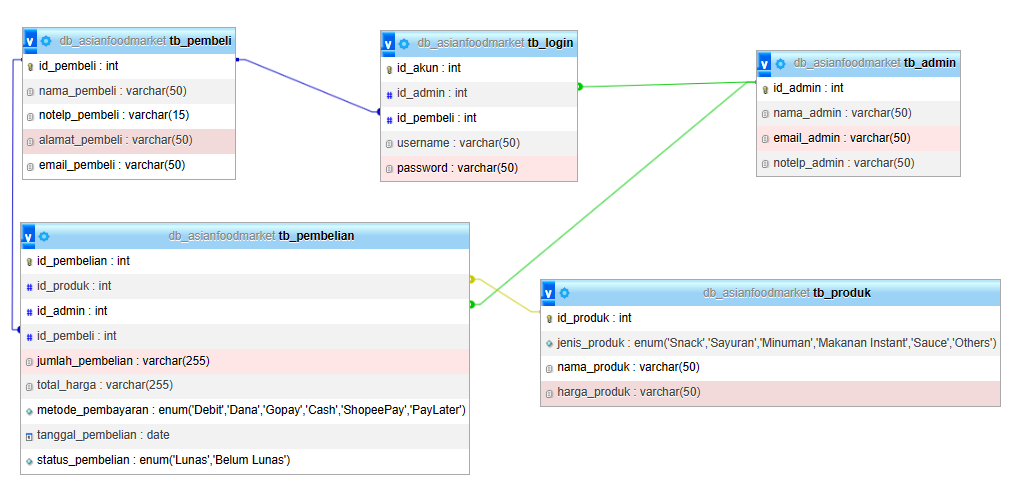 v db_asianfoodmarket tb_pembeli
id_pembeli : int
nama_pembeli : varchar(50)
notelp_pembeli : varchar(15)
alamat_pembeli : varchar(50)
email_pembeli : varchar(50)
v db_asianfoodmarket tb_login
id_akun : int
# id_admin : int
# id_pembeli : int
username : varchar(50)
password : varchar(50)
v db_asianfoodmarket tb_admin
id_admin : int
nama_admin : varchar(50)
email_admin : varchar(50)
notelp_admin : varchar(50)
v db_asianfoodmarket tb_pembelian
id_pembelian : int
# id_produk : int
# id_admin : int
# id_pembeli : int
jumlah_pembelian : varchar(255)
total_harga : varchar(255)
metode_pembayaran : enum('Debit','Dana','Gopay','Cash','ShopeePay','PayLater')
tanggal_pembelian : date
status_pembelian : enum('Lunas','Belum Lunas')
v db_asianfoodmarket tb_produk
id_produk : int
jenis_produk : enum('Snack','Sayuran','Minuman','Makanan Instant','Sauce','Others')
nama_produk : varchar(50)
harga_produk : varchar(50)